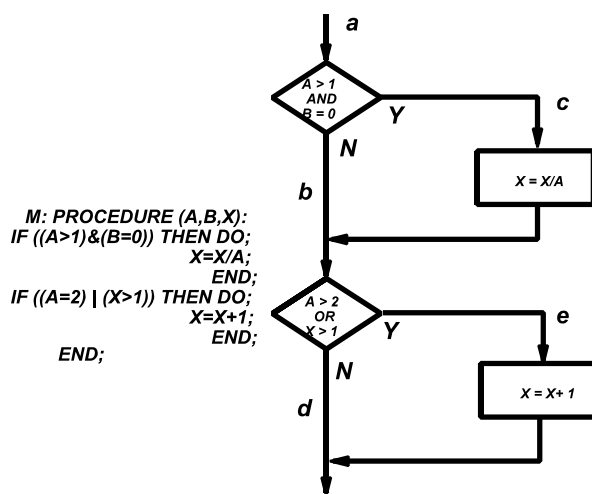 a
A > 1
AND
B = 0
Y
c
N
X = X/A
b
M: PROCEDURE (A,B,X):
IF ((A>1)&(B=0)) THEN DO;
X=X/A;
END;
IF ((A=2) | (X>1)) THEN DO;
X=X+1;
END;
END;
A > 2
OR
X > 1
Y
e
N
X = X+ 1
d